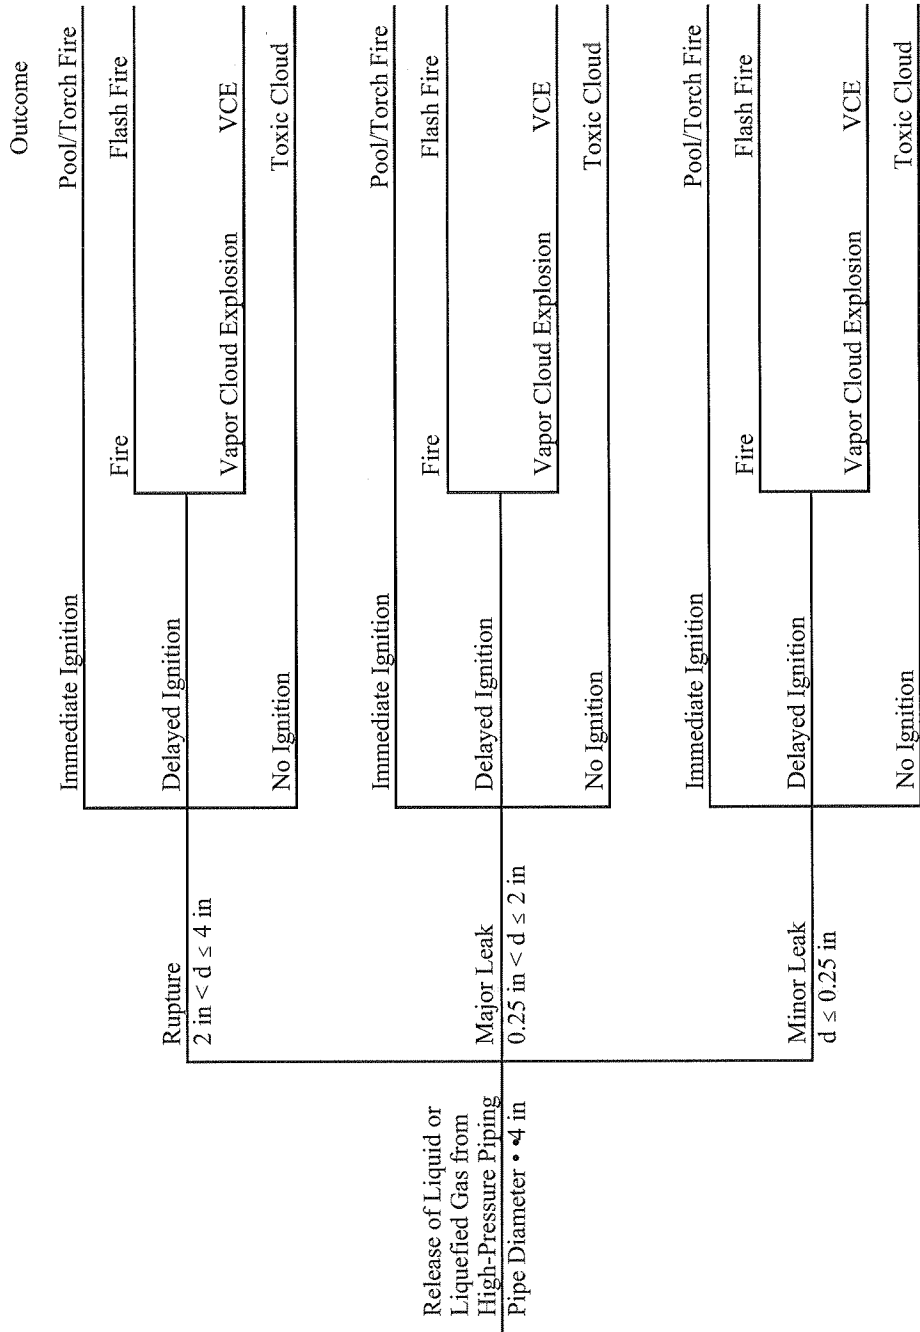 Outcome
Release of Liquid or
Liquefied Gas from
High-Pressure Piping
Pipe Diameter • •4 in
Rupture
2 in < d ≤ 4 in
Immediate Ignition
Pool/Torch Fire
Delayed Ignition
Fire
Flash Fire
Vapor Cloud Explosion
VCE
No Ignition
Toxic Cloud
Major Leak
0.25 in < d ≤ 2 in
Immediate Ignition
Pool/Torch Fire
Delayed Ignition
Fire
Flash Fire
Vapor Cloud Explosion
VCE
No Ignition
Toxic Cloud
Minor Leak
d ≤ 0.25 in
Immediate Ignition
Pool/Torch Fire
Delayed Ignition
Fire
Flash Fire
Vapor Cloud Explosion
VCE
No Ignition
Toxic Cloud